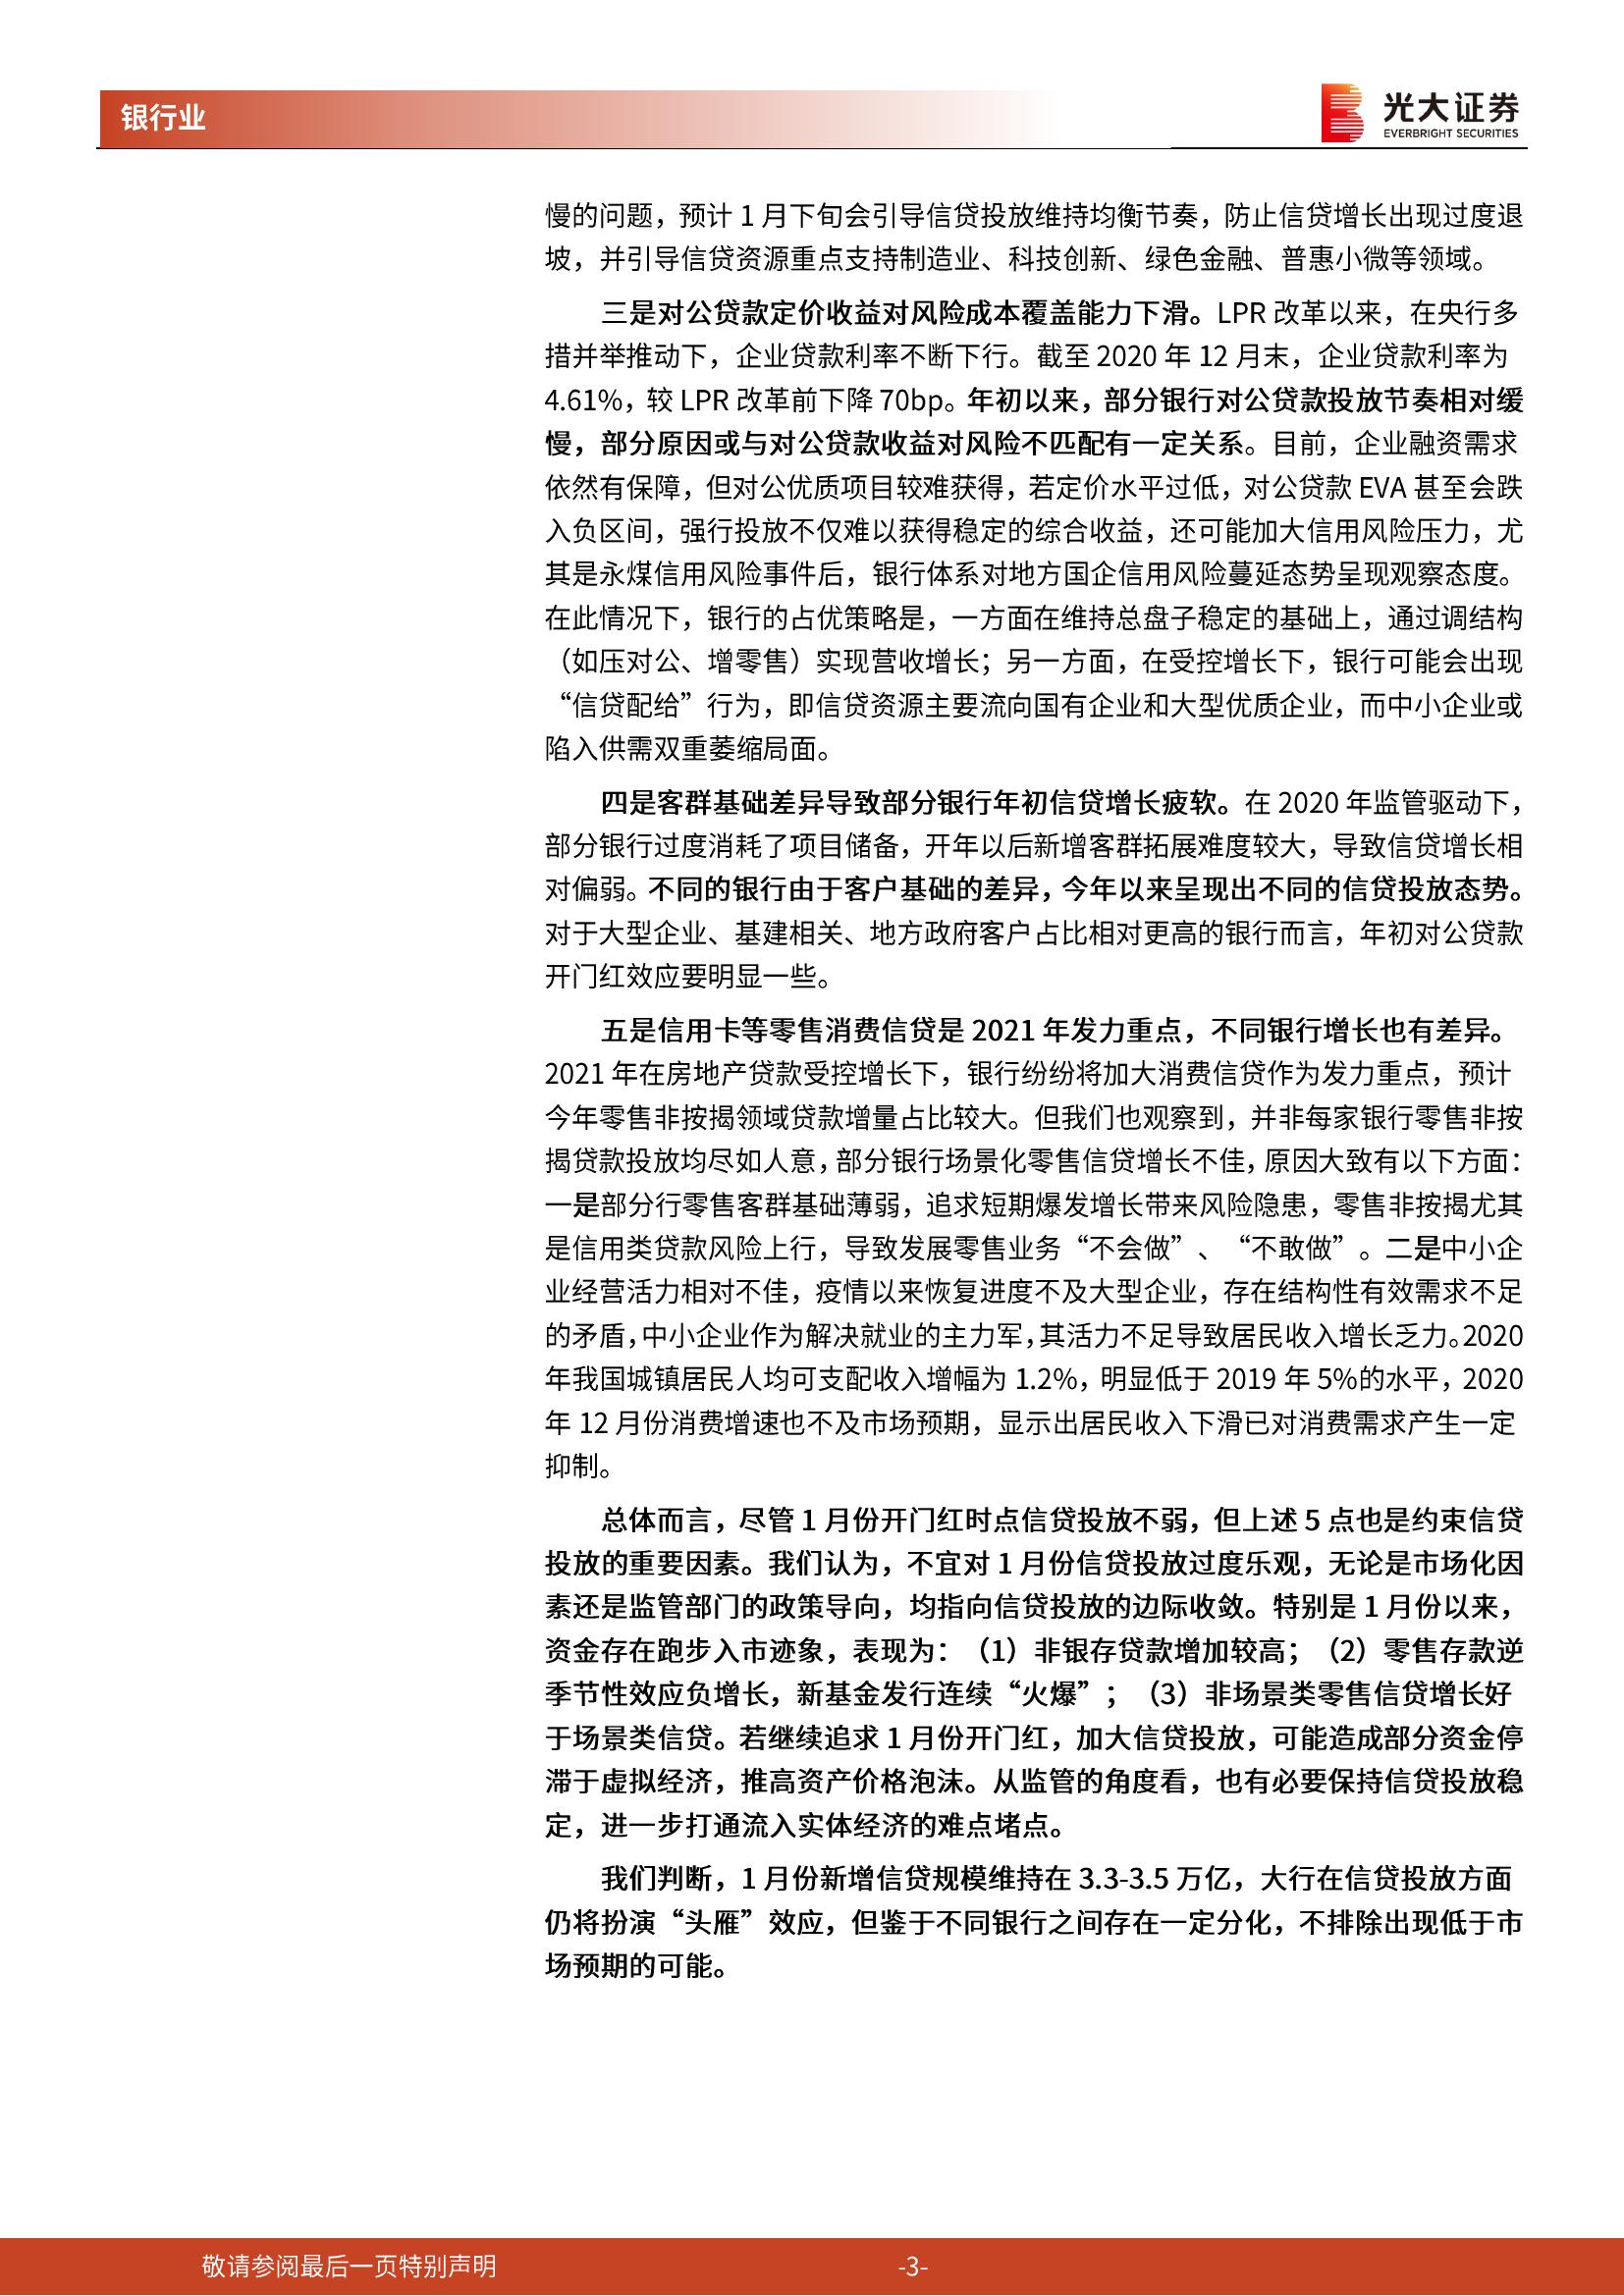 银行业
光大证券
EVERBRIGHT SECURITIES
慢的问题，预计 1 月下旬会引导信贷投放维持均衡节奏，防止信贷增长出现过度退
坡，并引导信贷资源重点支持制造业、科技创新、绿色金融、普惠小微等领域。
三是对公贷款定价收益对风险成本覆盖能力下滑。LPR 改革以来，在央行多
措并举推动下，企业贷款利率不断下行。截至 2020 年 12 月末，企业贷款利率为
4.61%，较 LPR 改革前下降 70bp。年初以来，部分银行对公贷款投放节奏相对缓
慢，部分原因或与对公贷款收益对风险不匹配有一定关系。目前，企业融资需求
依然有保障，但对公优质项目较难获得，若定价水平过低，对公贷款 EVA 甚至会跌
入负区间，强行投放不仅难以获得稳定的综合收益，还可能加大信用风险压力，尤
其是永煤信用风险事件后，银行体系对地方国企信用风险蔓延态势呈现观察态度。
在此情况下，银行的占优策略是，一方面在维持总盘子稳定的基础上，通过调结构
（如压对公、增零售）实现营收增长；另一方面，在受控增长下，银行可能会出现
“信贷配给”行为，即信贷资源主要流向国有企业和大型优质企业，而中小企业或
陷入供需双重萎缩局面。
四是客群基础差异导致部分银行年初信贷增长疲软。在 2020 年监管驱动下，
部分银行过度消耗了项目储备，开年以后新增客群拓展难度较大，导致信贷增长相
对偏弱。不同的银行由于客户基础的差异，今年以来呈现出不同的信贷投放态势。
对于大型企业、基建相关、地方政府客户占比相对更高的银行而言，年初对公贷款
开门红效应要明显一些。
五是信用卡等零售消费信贷是 2021 年发力重点，不同银行增长也有差异。
2021 年在房地产贷款受控增长下，银行纷纷将加大消费信贷作为发力重点，预计
今年零售非按揭领域贷款增量占比较大。但我们也观察到，并非每家银行零售非按
揭贷款投放均尽如人意，部分银行场景化零售信贷增长不佳，原因大致有以下方面：
一是部分行零售客群基础薄弱，追求短期爆发增长带来风险隐患，零售非按揭尤其
是信用类贷款风险上行，导致发展零售业务“不会做”、“不敢做”。二是中小企
业经营活力相对不佳，疫情以来恢复进度不及大型企业，存在结构性有效需求不足
的矛盾，中小企业作为解决就业的主力军，其活力不足导致居民收入增长乏力。2020
年我国城镇居民人均可支配收入增幅为 1.2%，明显低于 2019 年 5%的水平，2020
年 12 月份消费增速也不及市场预期，显示出居民收入下滑已对消费需求产生一定
抑制。
总体而言，尽管 1 月份开门红时点信贷投放不弱，但上述 5 点也是约束信贷
投放的重要因素。我们认为，不宜对 1 月份信贷投放过度乐观，无论是市场化因
素还是监管部门的政策导向，均指向信贷投放的边际收敛。特别是 1 月份以来，
资金存在跑步入市迹象，表现为：（1）非银存贷款增加较高；（2）零售存款逆
季节性效应负增长，新基金发行连续“火爆”；（3）非场景类零售信贷增长好
于场景类信贷。若继续追求 1 月份开门红，加大信贷投放，可能造成部分资金停
滞于虚拟经济，推高资产价格泡沫。从监管的角度看，也有必要保持信贷投放稳
定，进一步打通流入实体经济的难点堵点。
我们判断，1 月份新增信贷规模维持在 3.3-3.5 万亿，大行在信贷投放方面
仍将扮演“头雁”效应，但鉴于不同银行之间存在一定分化，不排除出现低于市
场预期的可能。
敬请参阅最后一页特别声明
-3-